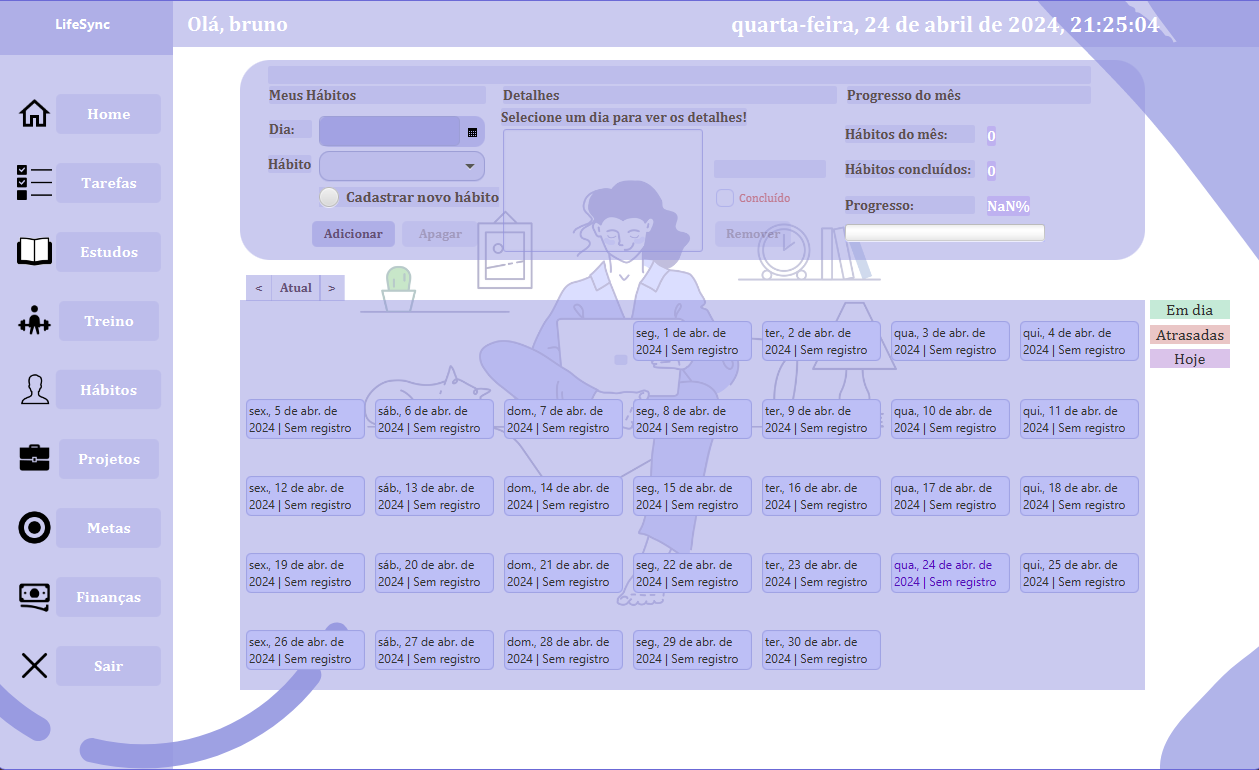 LifeSync
Olá, bruno
quarta-feira, 24 de abril de 2024, 21:25:04
Home
Tarefas
Estudos
Treino
Hábitos
Projetos
Metas
Finanças
Sair
Meus Hábitos
Dia:
Hábito
Cadastrar novo hábito
Adicionar
Apagar
Detalhes
Selecione um dia para ver os detalhes!
Concluído
Remover
Progresso do mês
Hábitos do mês: 0
Hábitos concluídos: 0
Progresso: NaN%
< Atual >
Em dia
Atrasadas
Hoje
seg., 1 de abr. de
2024 | Sem registro
ter., 2 de abr. de
2024 | Sem registro
qua., 3 de abr. de
2024 | Sem registro
qui., 4 de abr. de
2024 | Sem registro
sex., 5 de abr. de
2024 | Sem registro
sáb., 6 de abr. de
2024 | Sem registro
dom., 7 de abr. de
2024 | Sem registro
seg., 8 de abr. de
2024 | Sem registro
ter., 9 de abr. de
2024 | Sem registro
qua., 10 de abr. de
2024 | Sem registro
qui., 11 de abr. de
2024 | Sem registro
sex., 12 de abr. de
2024 | Sem registro
sáb., 13 de abr. de
2024 | Sem registro
dom., 14 de abr. de
2024 | Sem registro
seg., 15 de abr. de
2024 | Sem registro
ter., 16 de abr. de
2024 | Sem registro
qua., 17 de abr. de
2024 | Sem registro
qui., 18 de abr. de
2024 | Sem registro
sex., 19 de abr. de
2024 | Sem registro
sáb., 20 de abr. de
2024 | Sem registro
dom., 21 de abr. de
2024 | Sem registro
seg., 22 de abr. de
2024 | Sem registro
ter., 23 de abr. de
2024 | Sem registro
qua., 24 de abr. de
2024 | Sem registro
qui., 25 de abr. de
2024 | Sem registro
sex., 26 de abr. de
2024 | Sem registro
sáb., 27 de abr. de
2024 | Sem registro
dom., 28 de abr. de
2024 | Sem registro
seg., 29 de abr. de
2024 | Sem registro
ter., 30 de abr. de
2024 | Sem registro